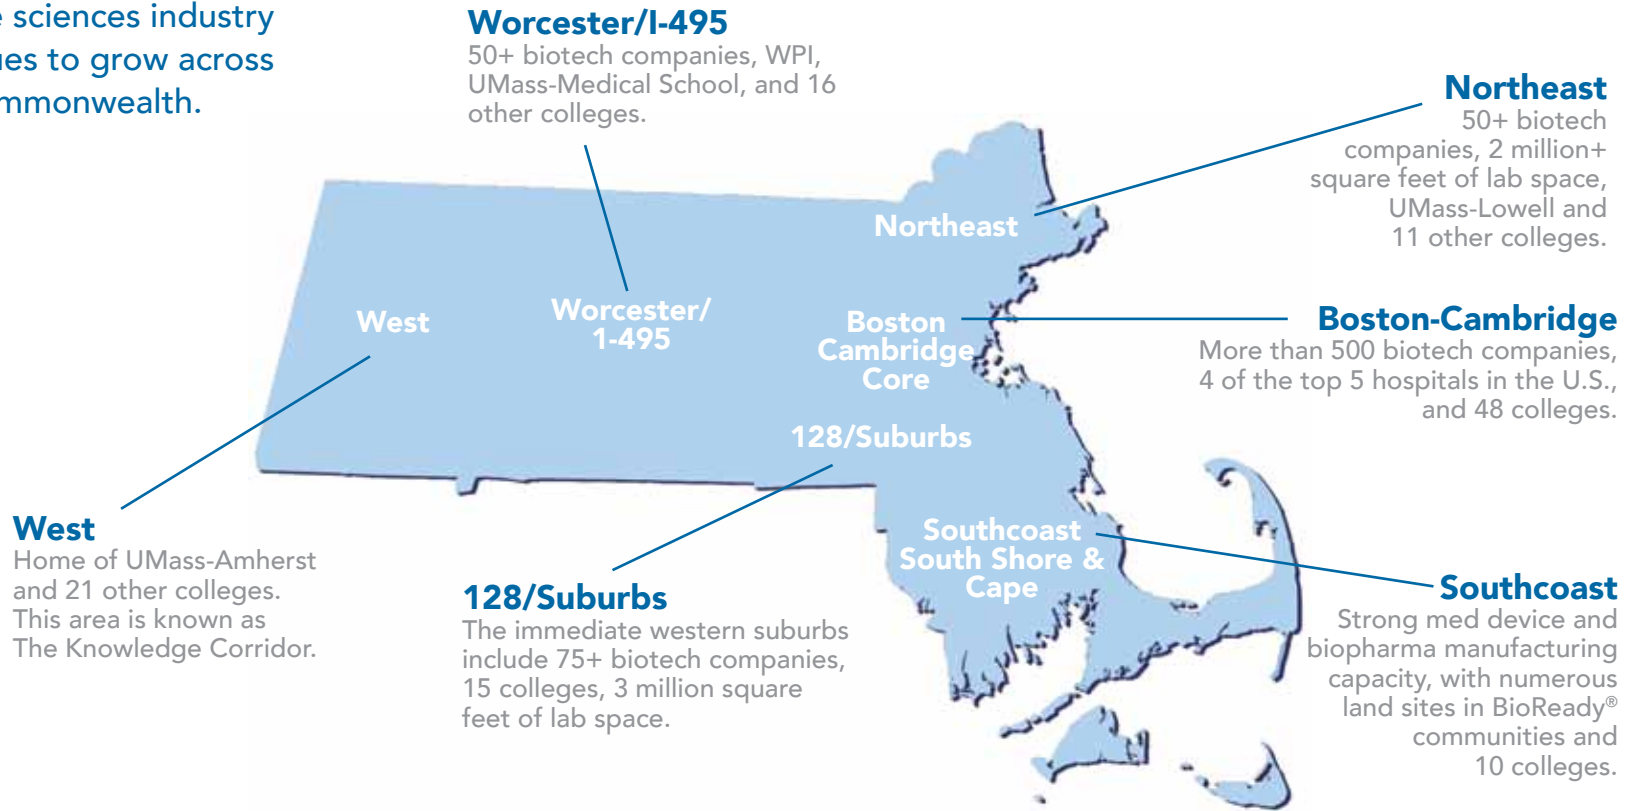 sciences industry
to grow across
Worcester/I-495
50+ biotech companies, WPI,
UMass-Medical School, and 16
other colleges.
Northeast
50+ biotech
companies, 2 million+
square feet of lab space,
UMass-Lowell and
11 other colleges.
Northeast
West
Worcester/
1-495
Boston
Cambridge
Core
Boston-Cambridge
More than 500 biotech companies,
4 of the top 5 hospitals in the U.S.,
and 48 colleges.
128/Suburbs
West
Home of UMass-Amherst
and 21 other colleges.
This area is known as
The Knowledge Corridor.
128/Suburbs
The immediate western suburbs
include 75+ biotech companies,
15 colleges, 3 million square
feet of lab space.
Southcoast
South Shore &
Cape
Southcoast
Strong med device and
biopharma manufacturing
capacity, with numerous
land sites in BioReady®
communities and
10 colleges.